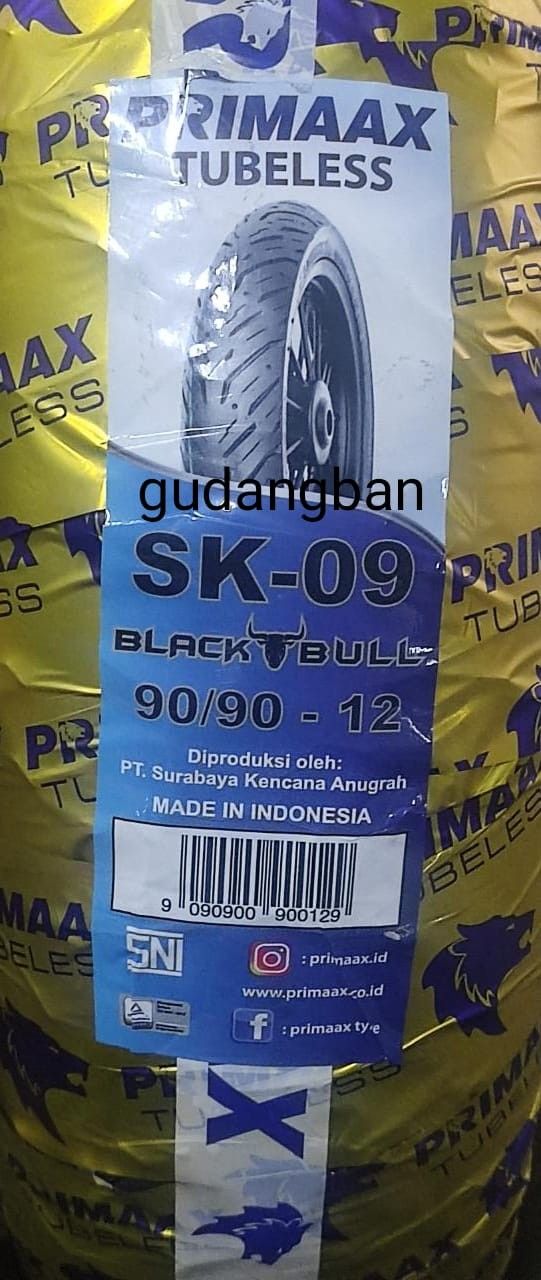 PRIMAAX
TUBELESS
gudangban
SK-09
BLACK BULL
90/90 - 12
Diproduksi oleh:
PT. Surabaya Kencana Anugrah
MADE IN INDONESIA
9 090900 900129
SNI
: primaax.id
www.primaax.co.id
: primaax tyre